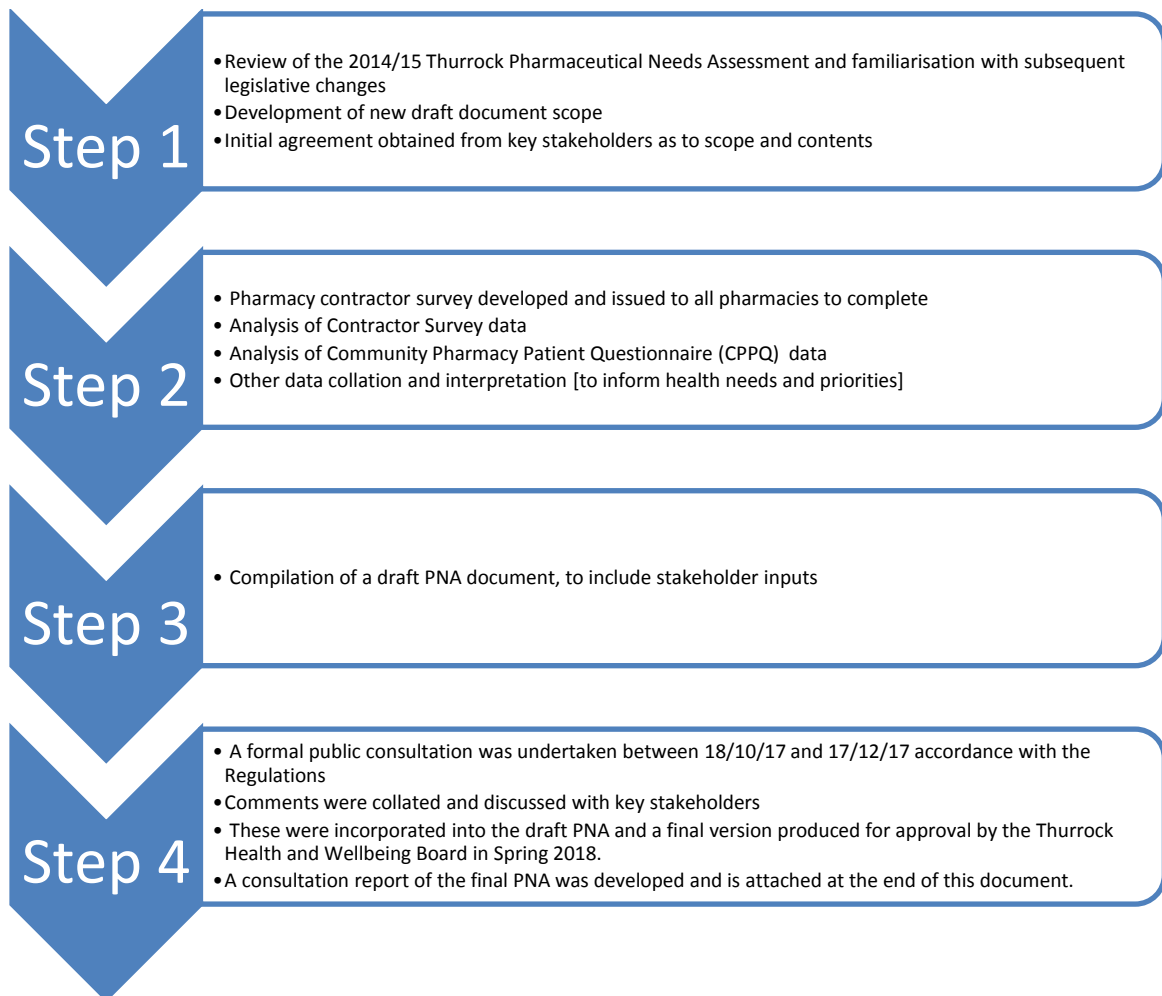 Step 1
•Review of the 2014/15 Thurrock Pharmaceutical Needs Assessment and familiarisation with subsequent
legislative changes
•Development of new draft document scope
•Initial agreement obtained from key stakeholders as to scope and contents
Step 2
• Pharmacy contractor survey developed and issued to all pharmacies to complete
• Analysis of Contractor Survey data
• Analysis of Community Pharmacy Patient Questionnaire (CPPQ) data
• Other data collation and interpretation [to inform health needs and priorities]
Step 3
• Compilation of a draft PNA document, to include stakeholder inputs
Step 4
• A formal public consultation was undertaken between 18/10/17 and 17/12/17 accordance with the
Regulations
•Comments were collated and discussed with key stakeholders
• These were incorporated into the draft PNA and a final version produced for approval by the Thurrock
Health and Wellbeing Board in Spring 2018.
•A consultation report of the final PNA was developed and is attached at the end of this document.